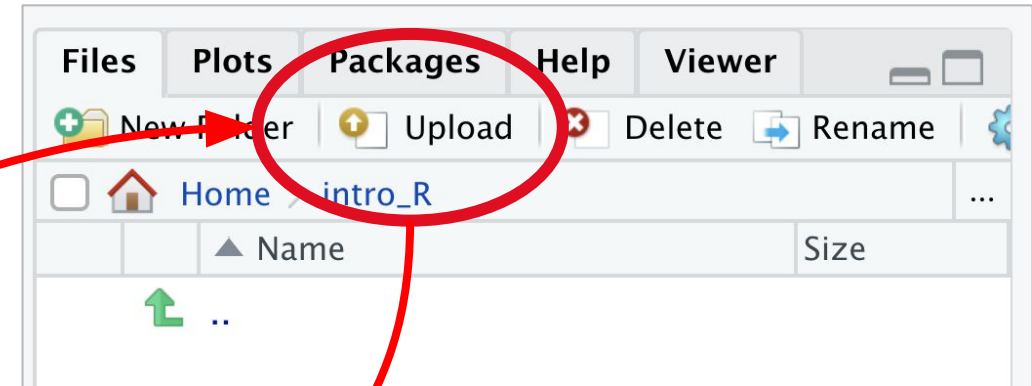 Files Plots Packages Help Viewer
New Folder Upload Delete Rename
Home intro_R ...
Name Size
..